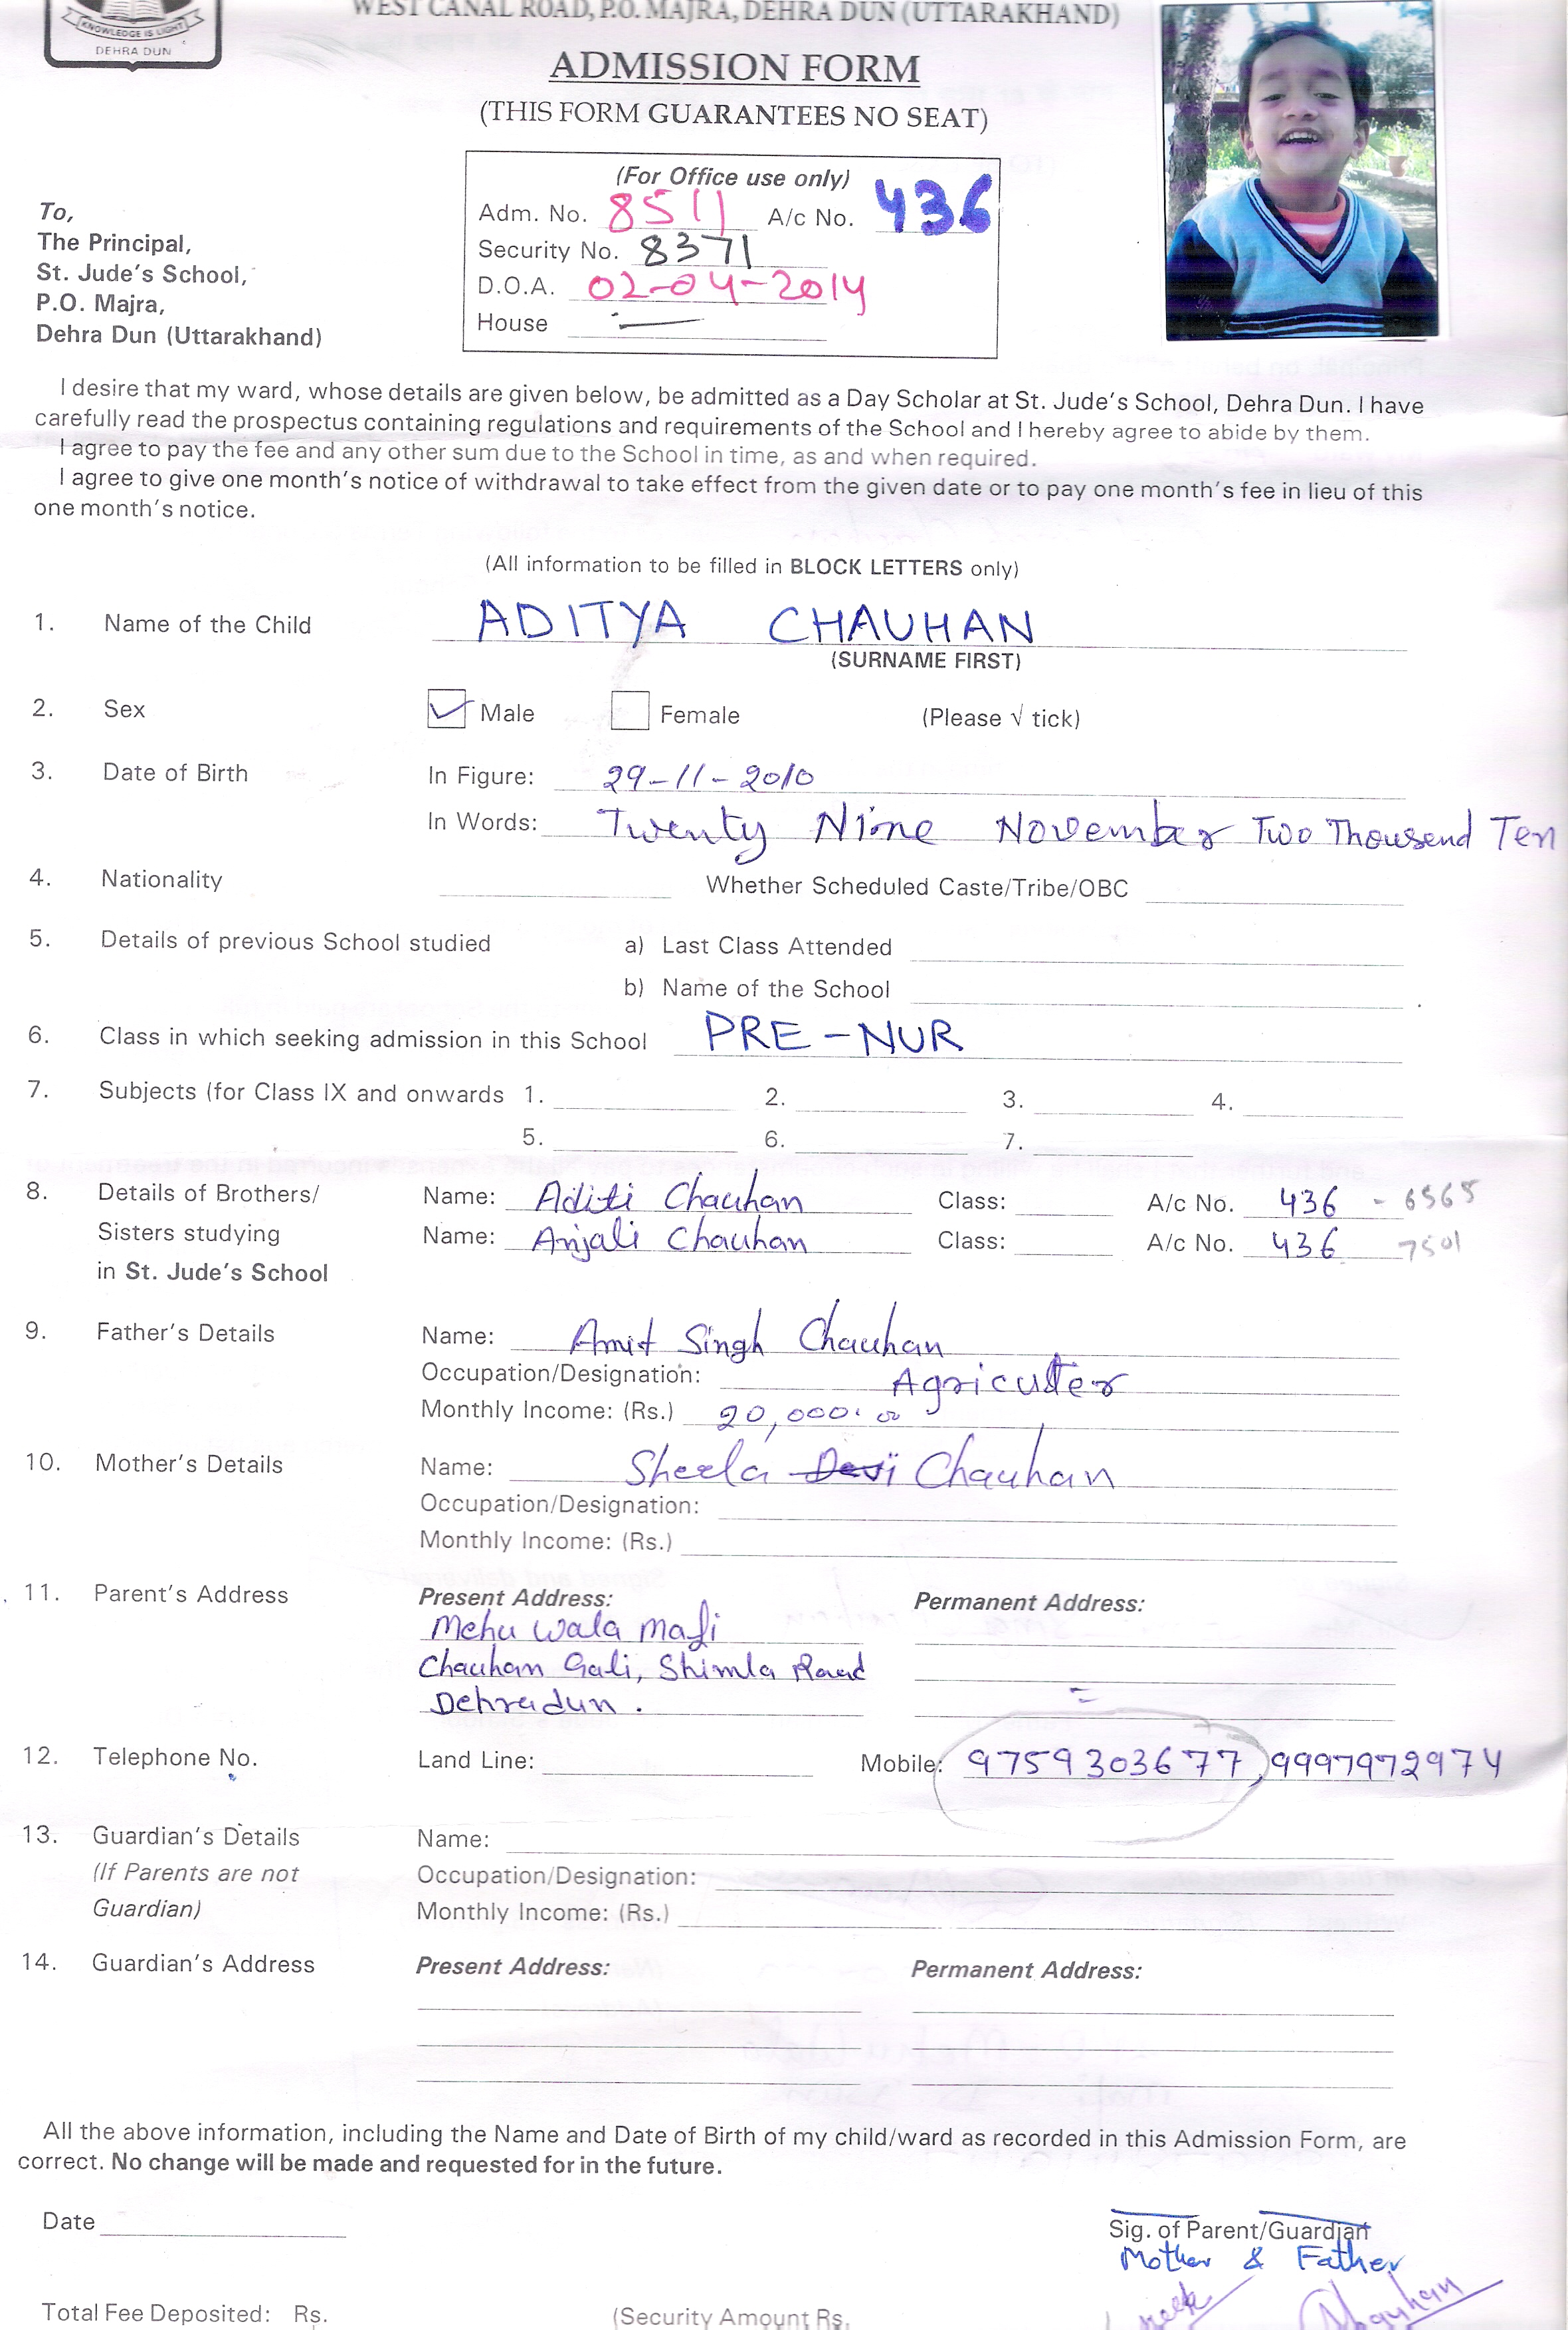 WEST CANAL ROAD, P.O. MAJRA, DEHRA DUN (UTTARAKHAND)
KNOWLEDGE IS LIGHT
DEHRA DUN
ADMISSION FORM
(THIS FORM GUARANTEES NO SEAT)
(For Office use only)
Adm. No. 8511 A/c No. 436
Security No. 8371
D.O.A. 02-04-2014
House
To,
The Principal,
St. Jude's School,
P.O. Majra,
Dehra Dun (Uttarakhand)
I desire that my ward, whose details are given below, be admitted as a Day Scholar at St. Jude's School, Dehra Dun. I have
carefully read the prospectus containing regulations and requirements of the School and I hereby agree to abide by them.
I agree to pay the fee and any other sum due to the School in time, as and when required.
I agree to give one month's notice of withdrawal to take effect from the given date or to pay one month's fee in lieu of this
one month's notice.
(All information to be filled in BLOCK LETTERS only)
1. Name of the Child ADITYA CHAUHAN
(SURNAME FIRST)
2. Sex Male Female (Please √ tick)
3. Date of Birth In Figure: 29-11-2010
In Words: Twenty Nine November Two Thousend Ten
4. Nationality Whether Scheduled Caste/Tribe/OBC
5. Details of previous School studied a) Last Class Attended
b) Name of the School
6. Class in which seeking admission in this School PRE-NUR
7. Subjects (for Class IX and onwards 1. 2. 3. 4.
5. 6. 7.
8. Details of Brothers/ Name: Aditi Chauhan Class: A/c No. 436 - 6565
Sisters studying Name: Anjali Chauhan Class: A/c No. 436 7501
in St. Jude's School
9. Father's Details Name: Amit Singh Chauhan
Occupation/Designation: Agriculter
Monthly Income: (Rs.) 20,000.00
10. Mother's Details Name: Sheela Devi Chauhan
Occupation/Designation:
Monthly Income: (Rs.)
11. Parent's Address Present Address: Permanent Address:
Mehu wala mafi
Chauhan Gali, Shimla Road
Dehradun.
12. Telephone No. Land Line: Mobile: 9759303677, 9997972974
13. Guardian's Details Name:
(If Parents are not Occupation/Designation:
Guardian) Monthly Income: (Rs.)
14. Guardian's Address Present Address: Permanent Address:
All the above information, including the Name and Date of Birth of my child/ward as recorded in this Admission Form, are
correct. No change will be made and requested for in the future.
Date
Sig. of Parent/Guardian
Mother & Father
Total Fee Deposited: Rs. (Security Amount Rs.
Chauhan